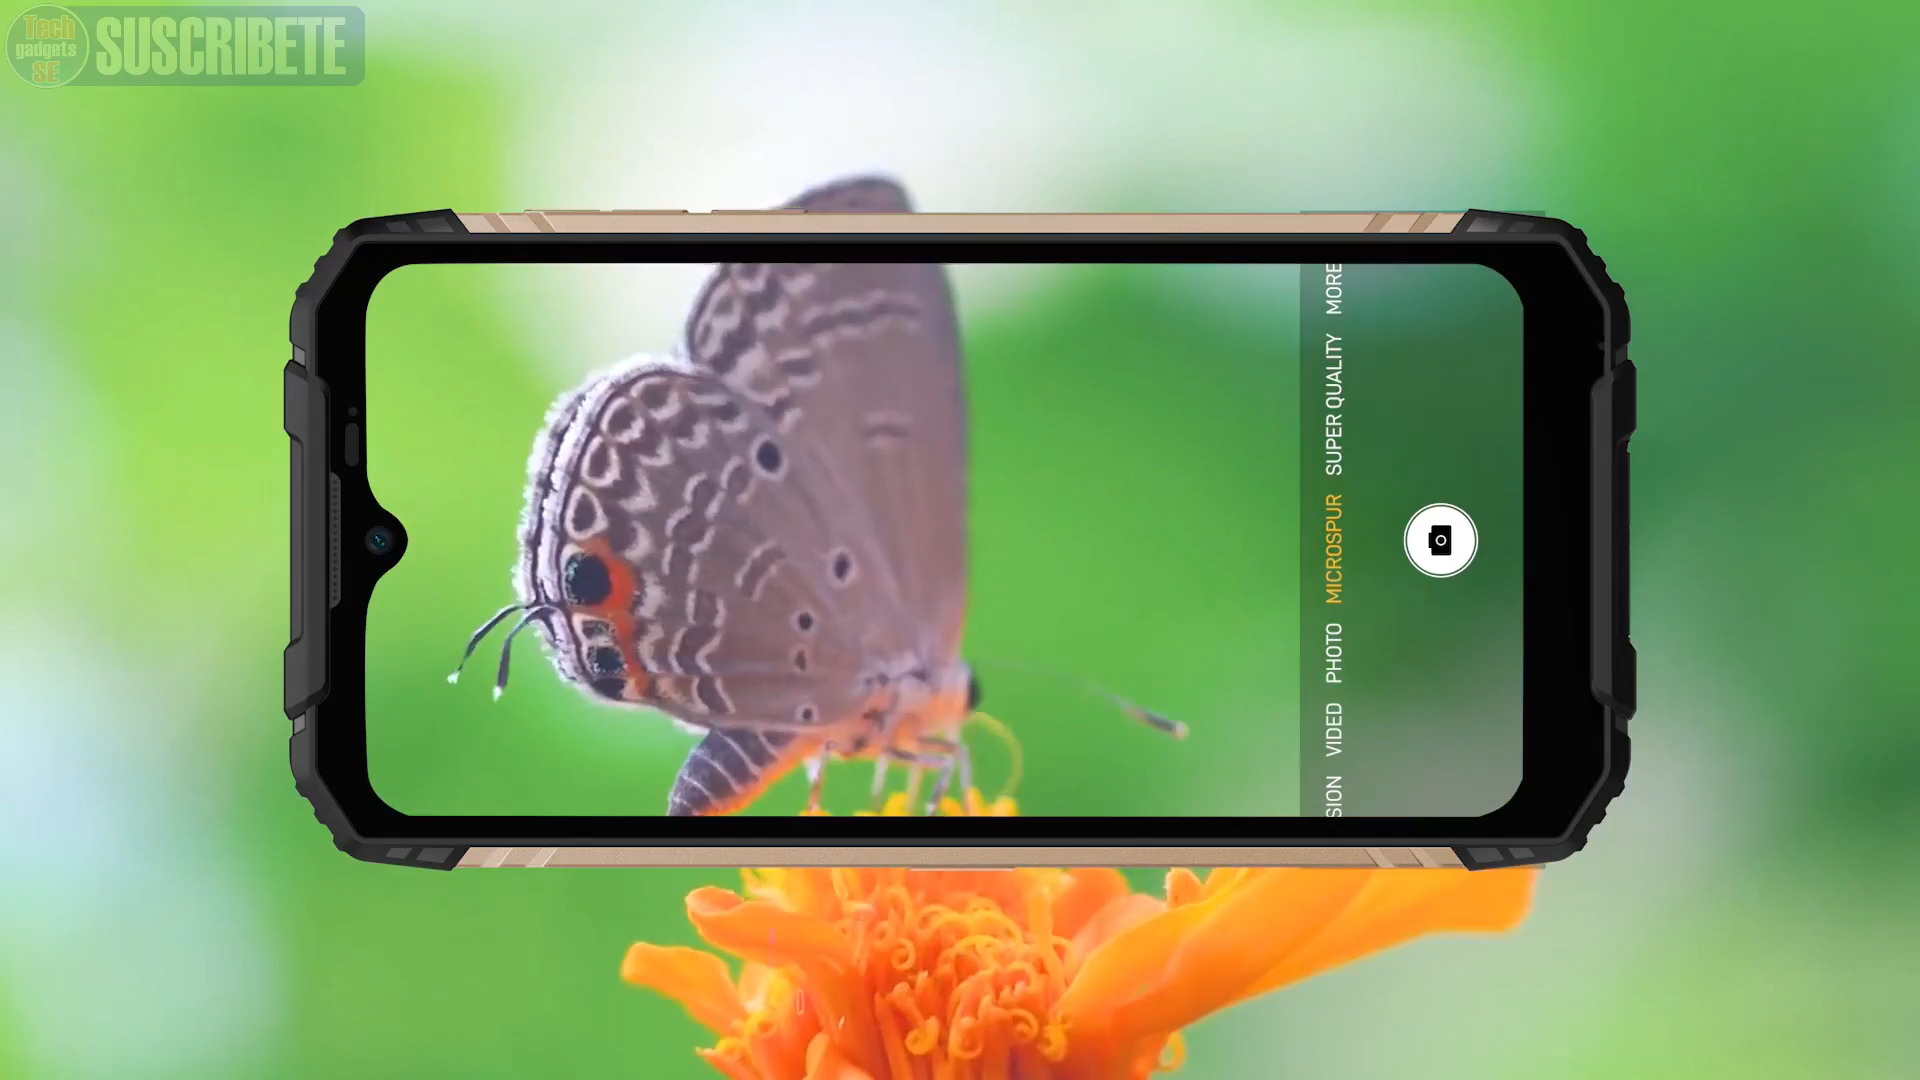 Tech
gadgets
SE
SUSCRIBETE
SION VIDEO PHOTO MICROSPUR SUPER QUALITY MORE